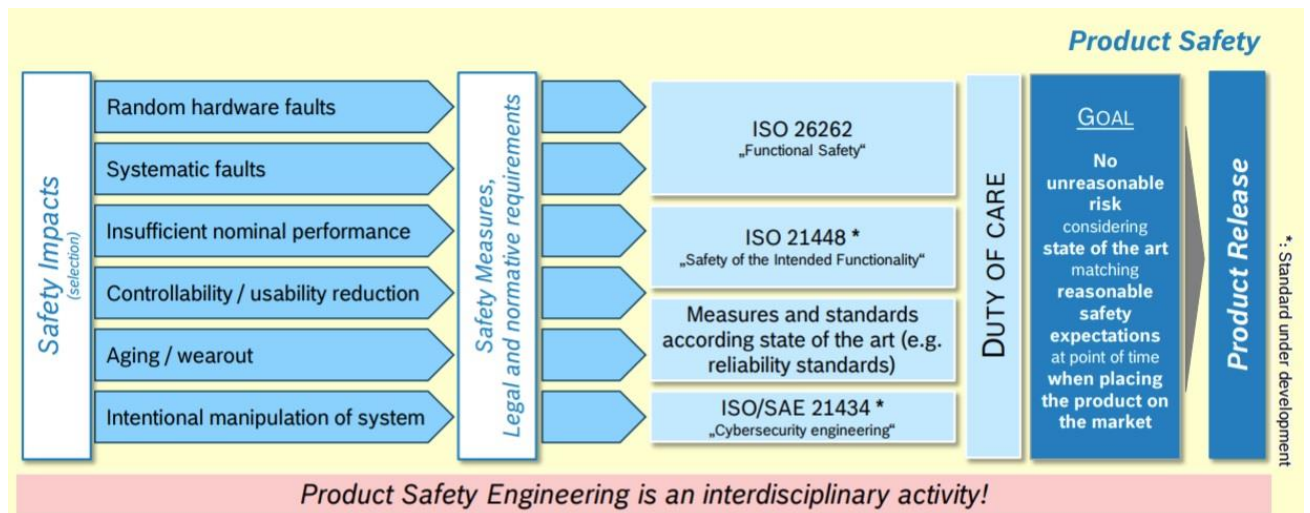 Product Safety
Safety Impacts
(selection)
Random hardware faults
Systematic faults
Insufficient nominal performance
Controllability / usability reduction
Aging / wearout
Intentional manipulation of system
Safety Measures,
Legal and normative requirements
ISO 26262
„Functional Safety“
ISO 21448 *
„Safety of the Intended Functionality“
Measures and standards
according state of the art (e.g.
reliability standards)
ISO/SAE 21434 *
„Cybersecurity engineering“
DUTY OF CARE
GOAL
No
unreasonable
risk
considering
state of the art
matching
reasonable
safety
expectations
at point of time
when placing
the product on
the market
Product Release
*: Standard under development
Product Safety Engineering is an interdisciplinary activity!